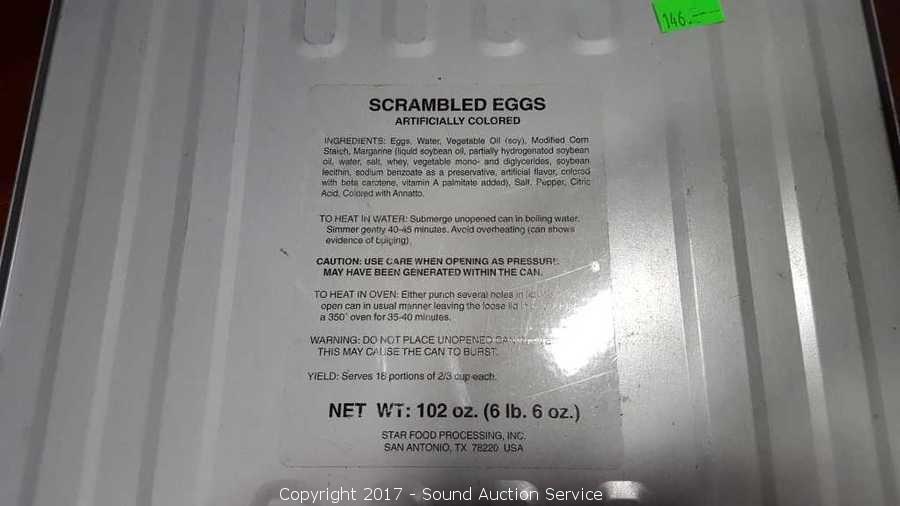 146.
SCRAMBLED EGGS
ARTIFICIALLY COLORED
INGREDIENTS: Eggs, Water, Vegetable Oil (soy), Modified Corn
Starch, Margarine (liquid soybean oil, partially hydrogenated soybean
oil, water, salt, whey, vegetable mono- and diglycerides, soybean
lecithin, sodium benzoate as a preservative, artificial flavor, colored
with beta carotene, vitamin A palmitate added), Salt, Pepper, Citric
Acid, Colored with Annatto.
TO HEAT IN WATER: Submerge unopened can in boiling water.
Simmer gently 40-45 minutes. Avoid overheating (can shows
evidence of bulging).
CAUTION: USE CARE WHEN OPENING AS PRESSURE
MAY HAVE BEEN GENERATED WITHIN THE CAN.
TO HEAT IN OVEN: Either punch several holes in
open can in usual manner leaving the loose lid
a 350° oven for 35-40 minutes.
WARNING: DO NOT PLACE UNOPENED
THIS MAY CAUSE THE CAN TO BURST.
YIELD: Serves 18 portions of 2/3 cup each.
NET WT: 102 oz. (6 lb. 6 oz.)
STAR FOOD PROCESSING, INC.
SAN ANTONIO, TX 78220 USA
Copyright 2017 - Sound Auction Service